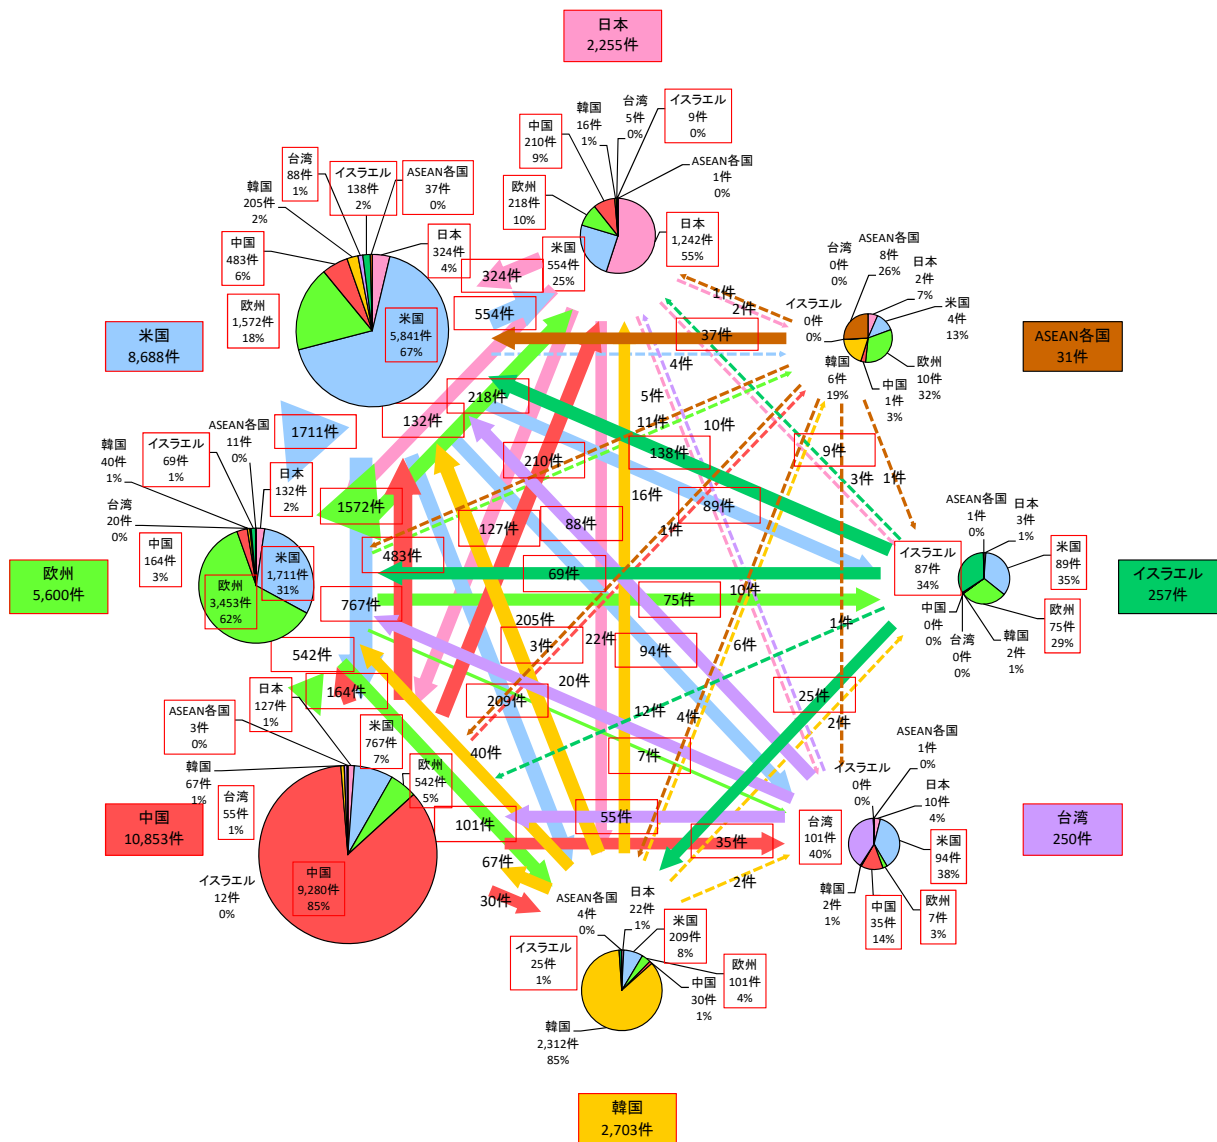 日本
2,255件
台湾
5件
0%
イスラエル
9件
0%
韓国
16件
1%
中国
210件
9%
ASEAN各国
1件
0%
欧州
218件
10%
日本
1,242件
55%
米国
554件
25%
台湾
88件
1%
イスラエル
138件
2%
ASEAN各国
37件
0%
韓国
205件
2%
中国
483件
6%
日本
324件
4%
欧州
1,572件
18%
米国
5,841件
67%
米国
8,688件
台湾
0件
0%
ASEAN各国
8件
26%
日本
2件
7%
米国
4件
13%
イスラエル
0件
0%
韓国
6件
19%
中国
1件
3%
欧州
10件
32%
ASEAN各国
31件
324件
554件
1件
2件
37件
4件
218件
132件
5件
11件
10件
1711件
210件
138件
9件
3件
1件
16件
89件
1572件
127件
88件
1件
483件
69件
10件
75件
767件
205件
3件
22件
94件
1件
6件
542件
20件
164件
209件
12件
4件
25件
2件
40件
7件
101件
55件
35件
67件
30件
2件
韓国
40件
1%
イスラエル
69件
1%
ASEAN各国
11件
0%
日本
132件
2%
台湾
20件
0%
中国
164件
3%
米国
1,711件
31%
欧州
3,453件
62%
欧州
5,600件
ASEAN各国
1件
0%
日本
3件
1%
米国
89件
35%
イスラエル
87件
34%
中国
0件
0%
台湾
0件
0%
韓国
2件
1%
欧州
75件
29%
イスラエル
257件
日本
127件
1%
ASEAN各国
3件
0%
米国
767件
7%
欧州
542件
5%
韓国
67件
1%
台湾
55件
1%
イスラエル
12件
0%
中国
9,280件
85%
中国
10,853件
ASEAN各国
1件
0%
イスラエル
0件
0%
日本
10件
4%
台湾
101件
40%
米国
94件
38%
韓国
2件
1%
中国
35件
14%
欧州
7件
3%
台湾
250件
ASEAN各国
4件
0%
日本
22件
1%
米国
209件
8%
イスラエル
25件
1%
欧州
101件
4%
中国
30件
1%
韓国
2,312件
85%
韓国
2,703件